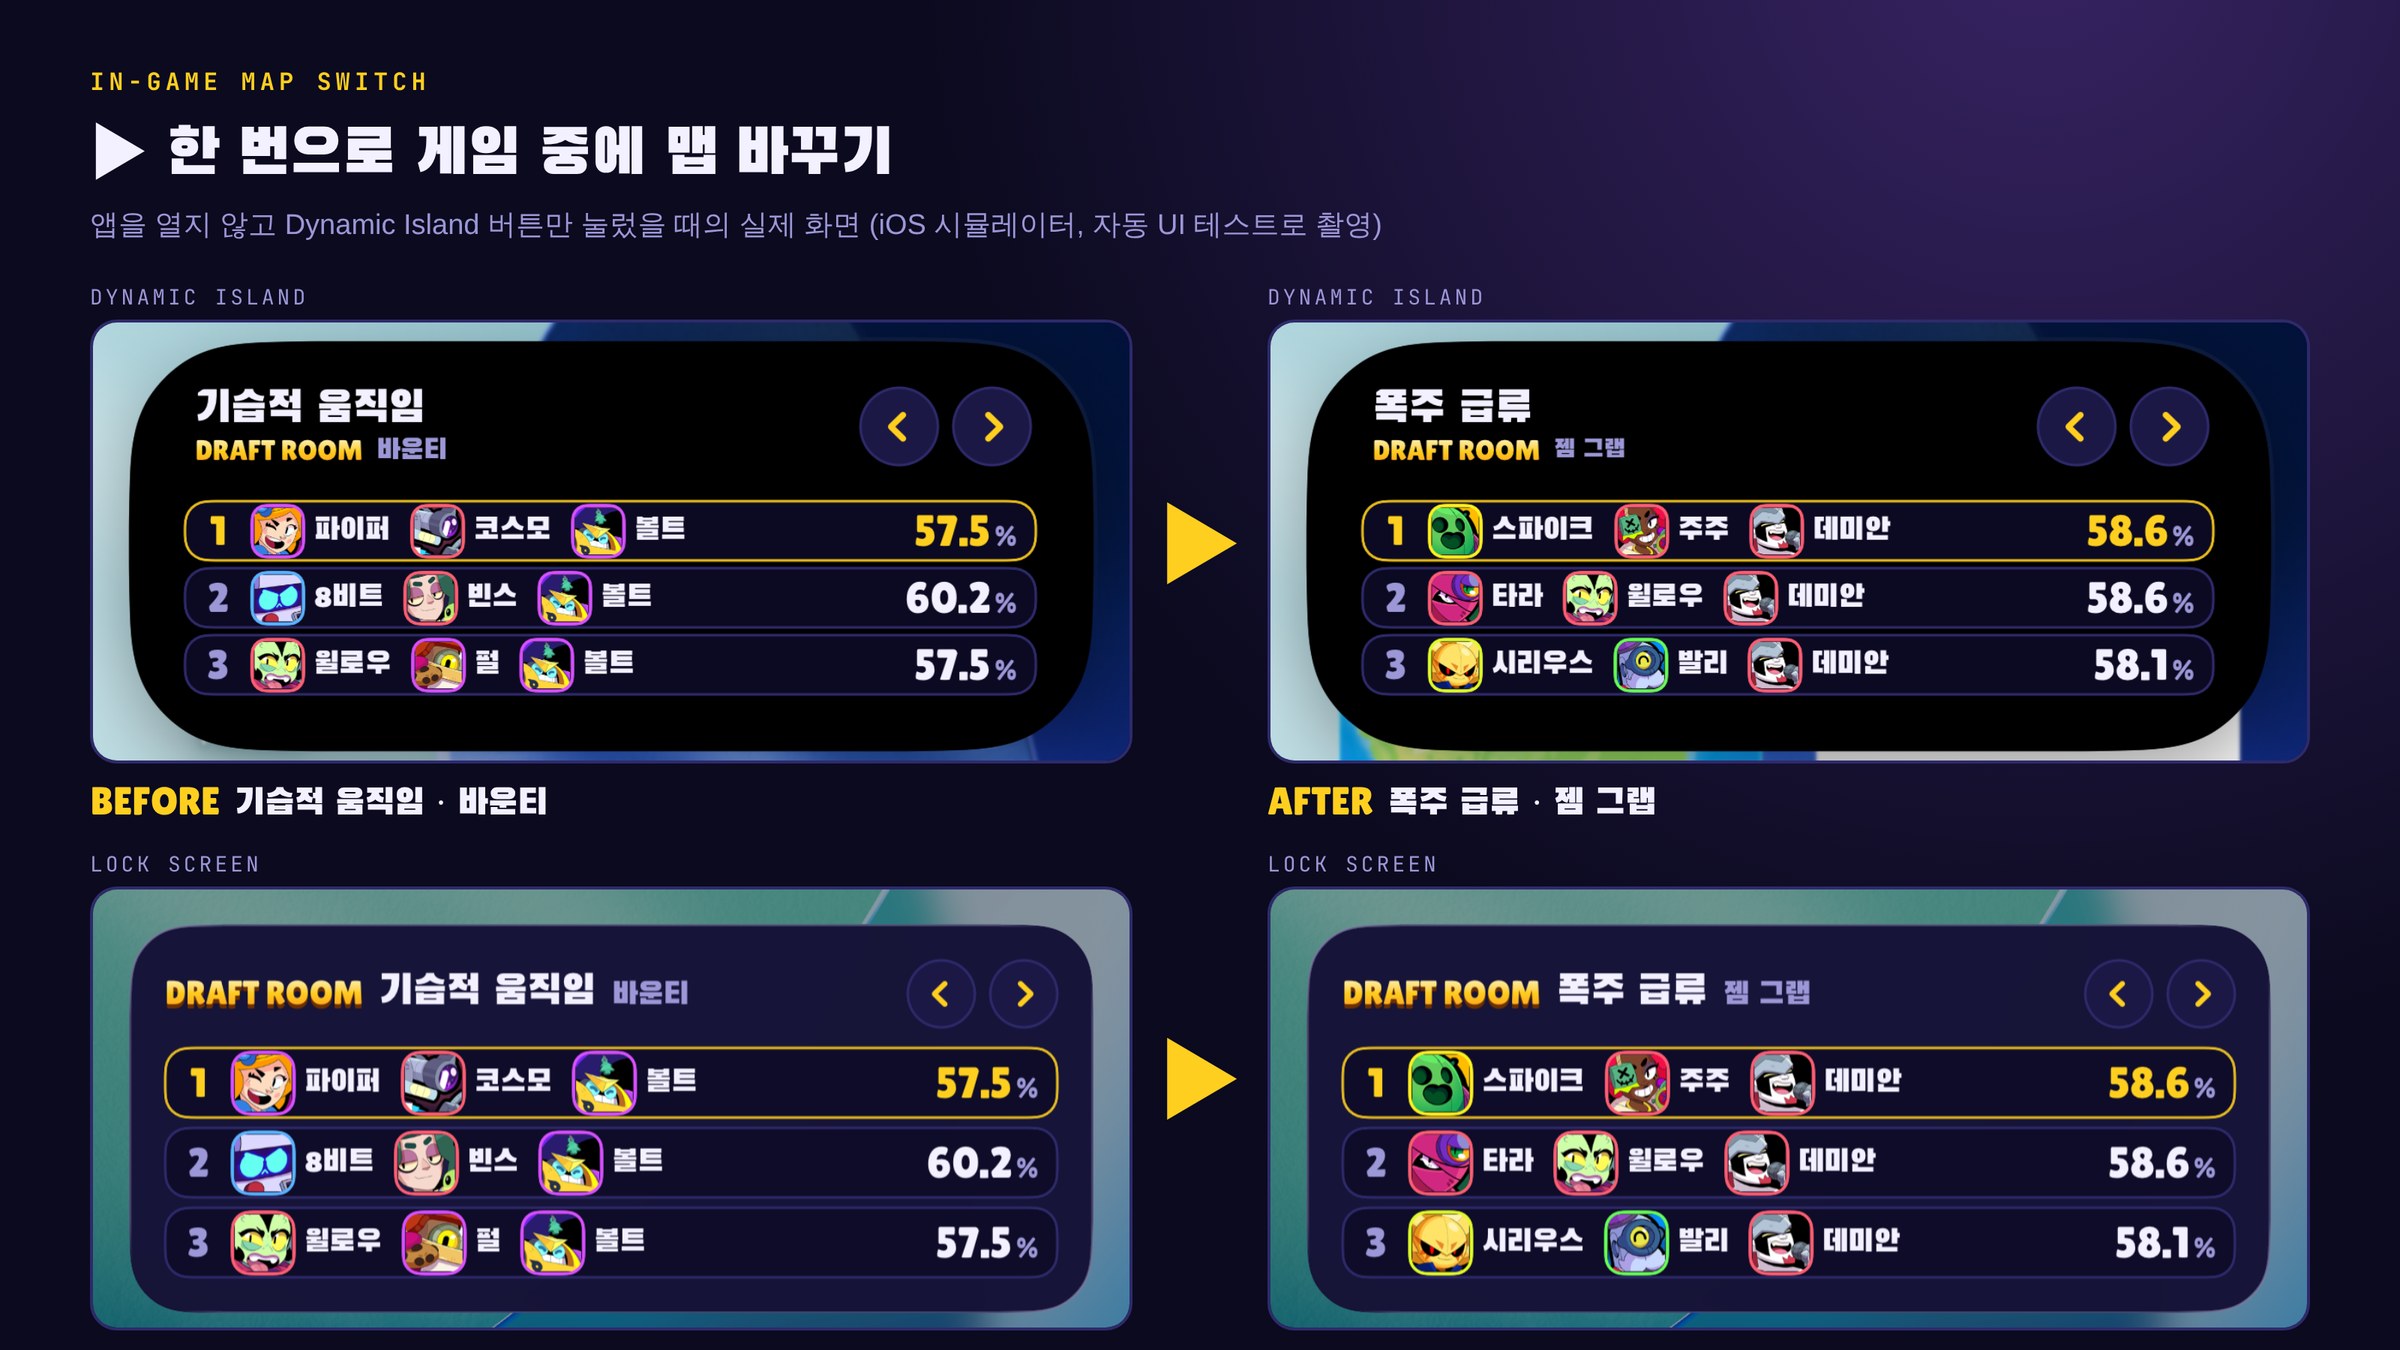 IN-GAME MAP SWITCH
▶ 한 번으로 게임 중에 맵 바꾸기
앱을 열지 않고 Dynamic Island 버튼만 눌렀을 때의 실제 화면 (iOS 시뮬레이터, 자동 UI 테스트로 촬영)
DYNAMIC ISLAND
기습적 움직임
DRAFT ROOM 바운티
1 파이퍼 코스모 볼트 57.5%
2 8비트 빈스 볼트 60.2%
3 윌로우 펄 볼트 57.5%
BEFORE 기습적 움직임 · 바운티
DYNAMIC ISLAND
폭주 급류
DRAFT ROOM 젬 그랩
1 스파이크 주주 데미안 58.6%
2 타라 윌로우 데미안 58.6%
3 시리우스 발리 데미안 58.1%
AFTER 폭주 급류 · 젬 그랩
LOCK SCREEN
DRAFT ROOM 기습적 움직임 바운티
1 파이퍼 코스모 볼트 57.5%
2 8비트 빈스 볼트 60.2%
3 윌로우 펄 볼트 57.5%
LOCK SCREEN
DRAFT ROOM 폭주 급류 젬 그랩
1 스파이크 주주 데미안 58.6%
2 타라 윌로우 데미안 58.6%
3 시리우스 발리 데미안 58.1%